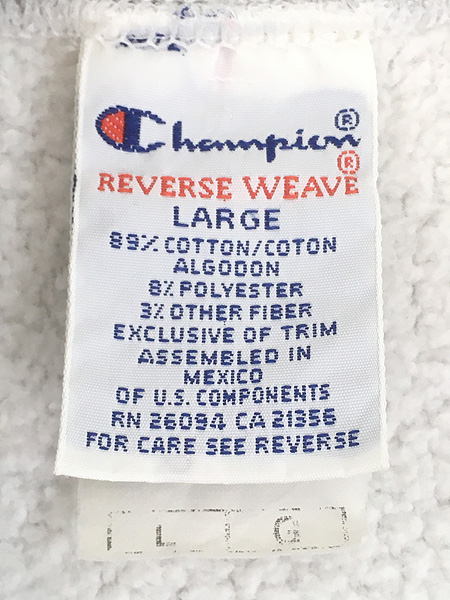 Champion®
REVERSE WEAVE®
LARGE
89% COTTON/COTON
ALGODON
8% POLYESTER
3% OTHER FIBER
EXCLUSIVE OF TRIM
ASSEMBLED IN
MEXICO
OF U.S. COMPONENTS
RN 26094 CA 21356
FOR CARE SEE REVERSE
L G